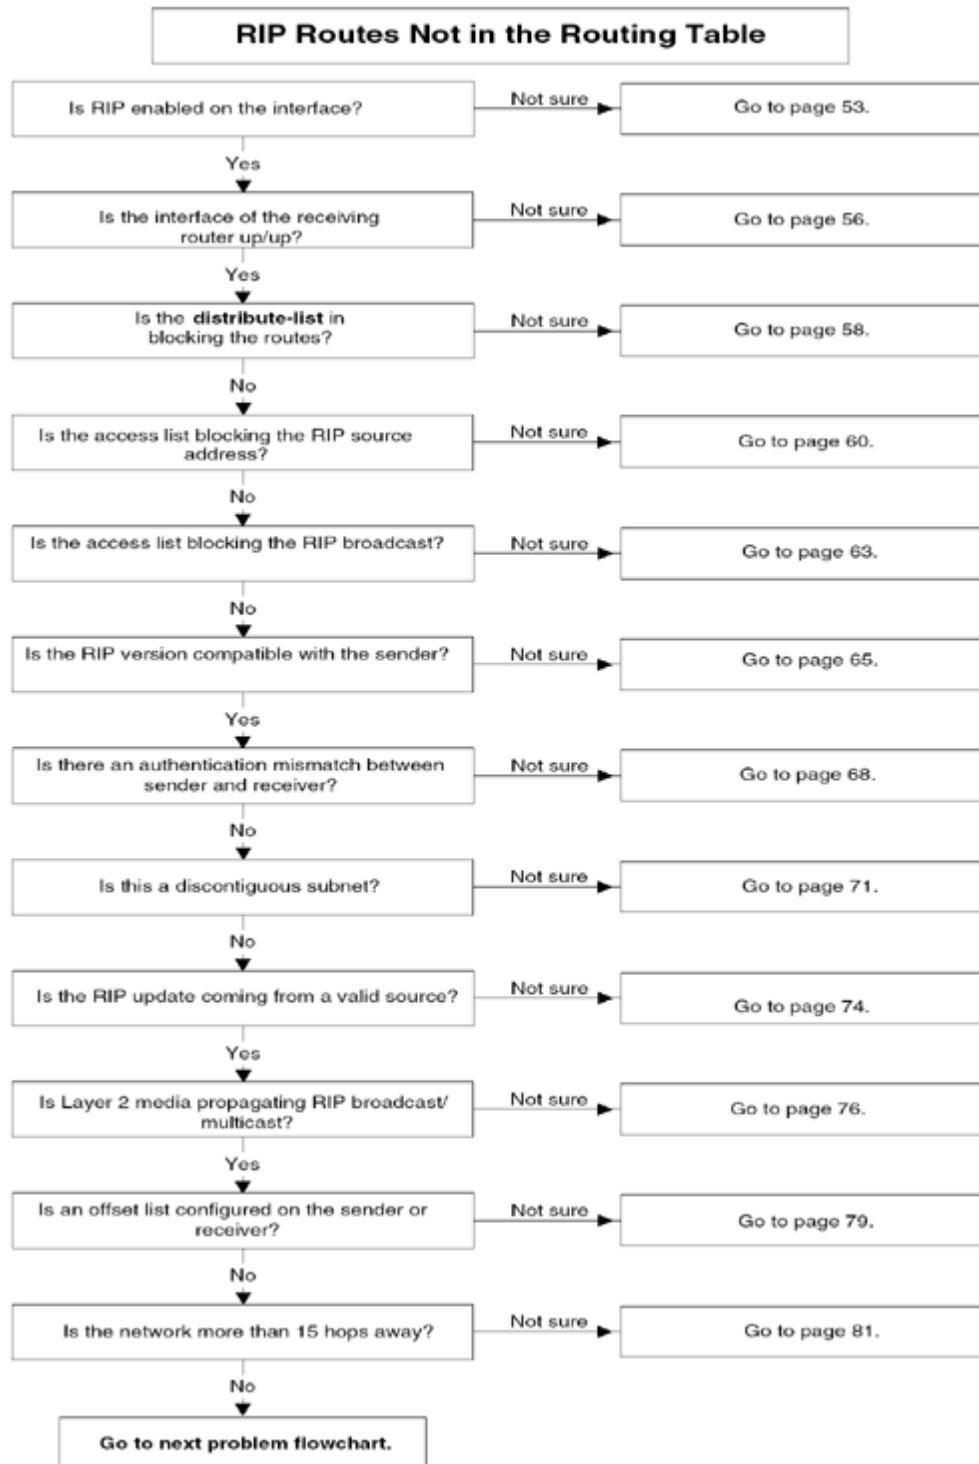 RIP Routes Not in the Routing Table
Is RIP enabled on the interface?
Not sure
Go to page 53.
Yes
Is the interface of the receiving
router up/up?
Not sure
Go to page 56.
Yes
Is the distribute-list in
blocking the routes?
Not sure
Go to page 58.
No
Is the access list blocking the RIP source
address?
Not sure
Go to page 60.
No
Is the access list blocking the RIP broadcast?
Not sure
Go to page 63.
No
Is the RIP version compatible with the sender?
Not sure
Go to page 65.
Yes
Is there an authentication mismatch between
sender and receiver?
Not sure
Go to page 68.
No
Is this a discontiguous subnet?
Not sure
Go to page 71.
No
Is the RIP update coming from a valid source?
Not sure
Go to page 74.
Yes
Is Layer 2 media propagating RIP broadcast/
multicast?
Not sure
Go to page 76.
Yes
Is an offset list configured on the sender or
receiver?
Not sure
Go to page 79.
No
Is the network more than 15 hops away?
Not sure
Go to page 81.
No
Go to next problem flowchart.